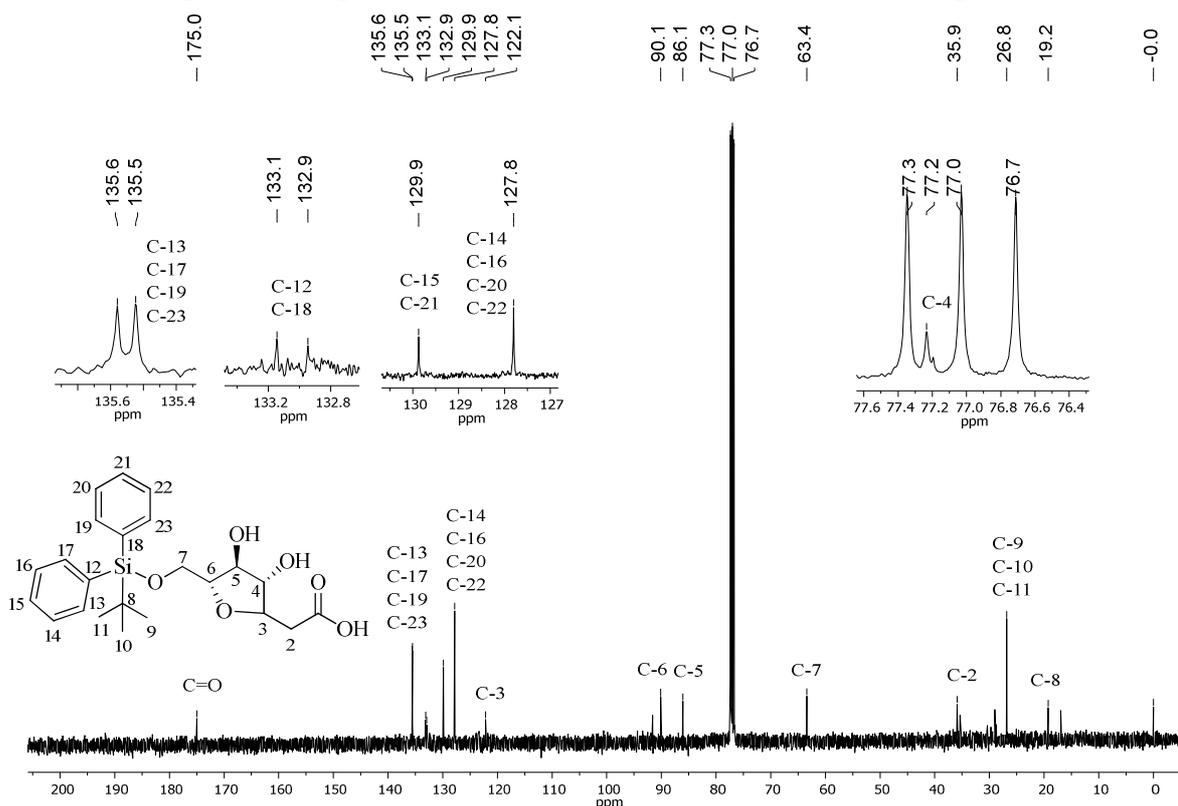 175.0
135.6
135.5
133.1
132.9
129.9
127.8
122.1
90.1
86.1
77.3
77.0
76.7
63.4
35.9
26.8
19.2
-0.0
135.6
135.5
C-13
C-17
C-19
C-23
135.6 135.4
ppm
133.1
132.9
C-12
C-18
133.2 132.8
ppm
129.9
127.8
C-15
C-21
C-14
C-16
C-20
C-22
130 129 128 127
ppm
77.3
77.2
77.0
76.7
C-4
77.6 77.4 77.2 77.0 76.8 76.6 76.4
ppm
21
20 22
19 23
18
17
16
12
15
13
14
Si
O
7
8
11 9
10
6
5
4
3
2
OH
OH
O
O
OH
C=O
C-13
C-17
C-19
C-23
C-14
C-16
C-20
C-22
C-3
C-6 C-5
C-7
C-2
C-9
C-10
C-11
C-8
200 190 180 170 160 150 140 130 120 110 100 90 80 70 60 50 40 30 20 10 0
ppm